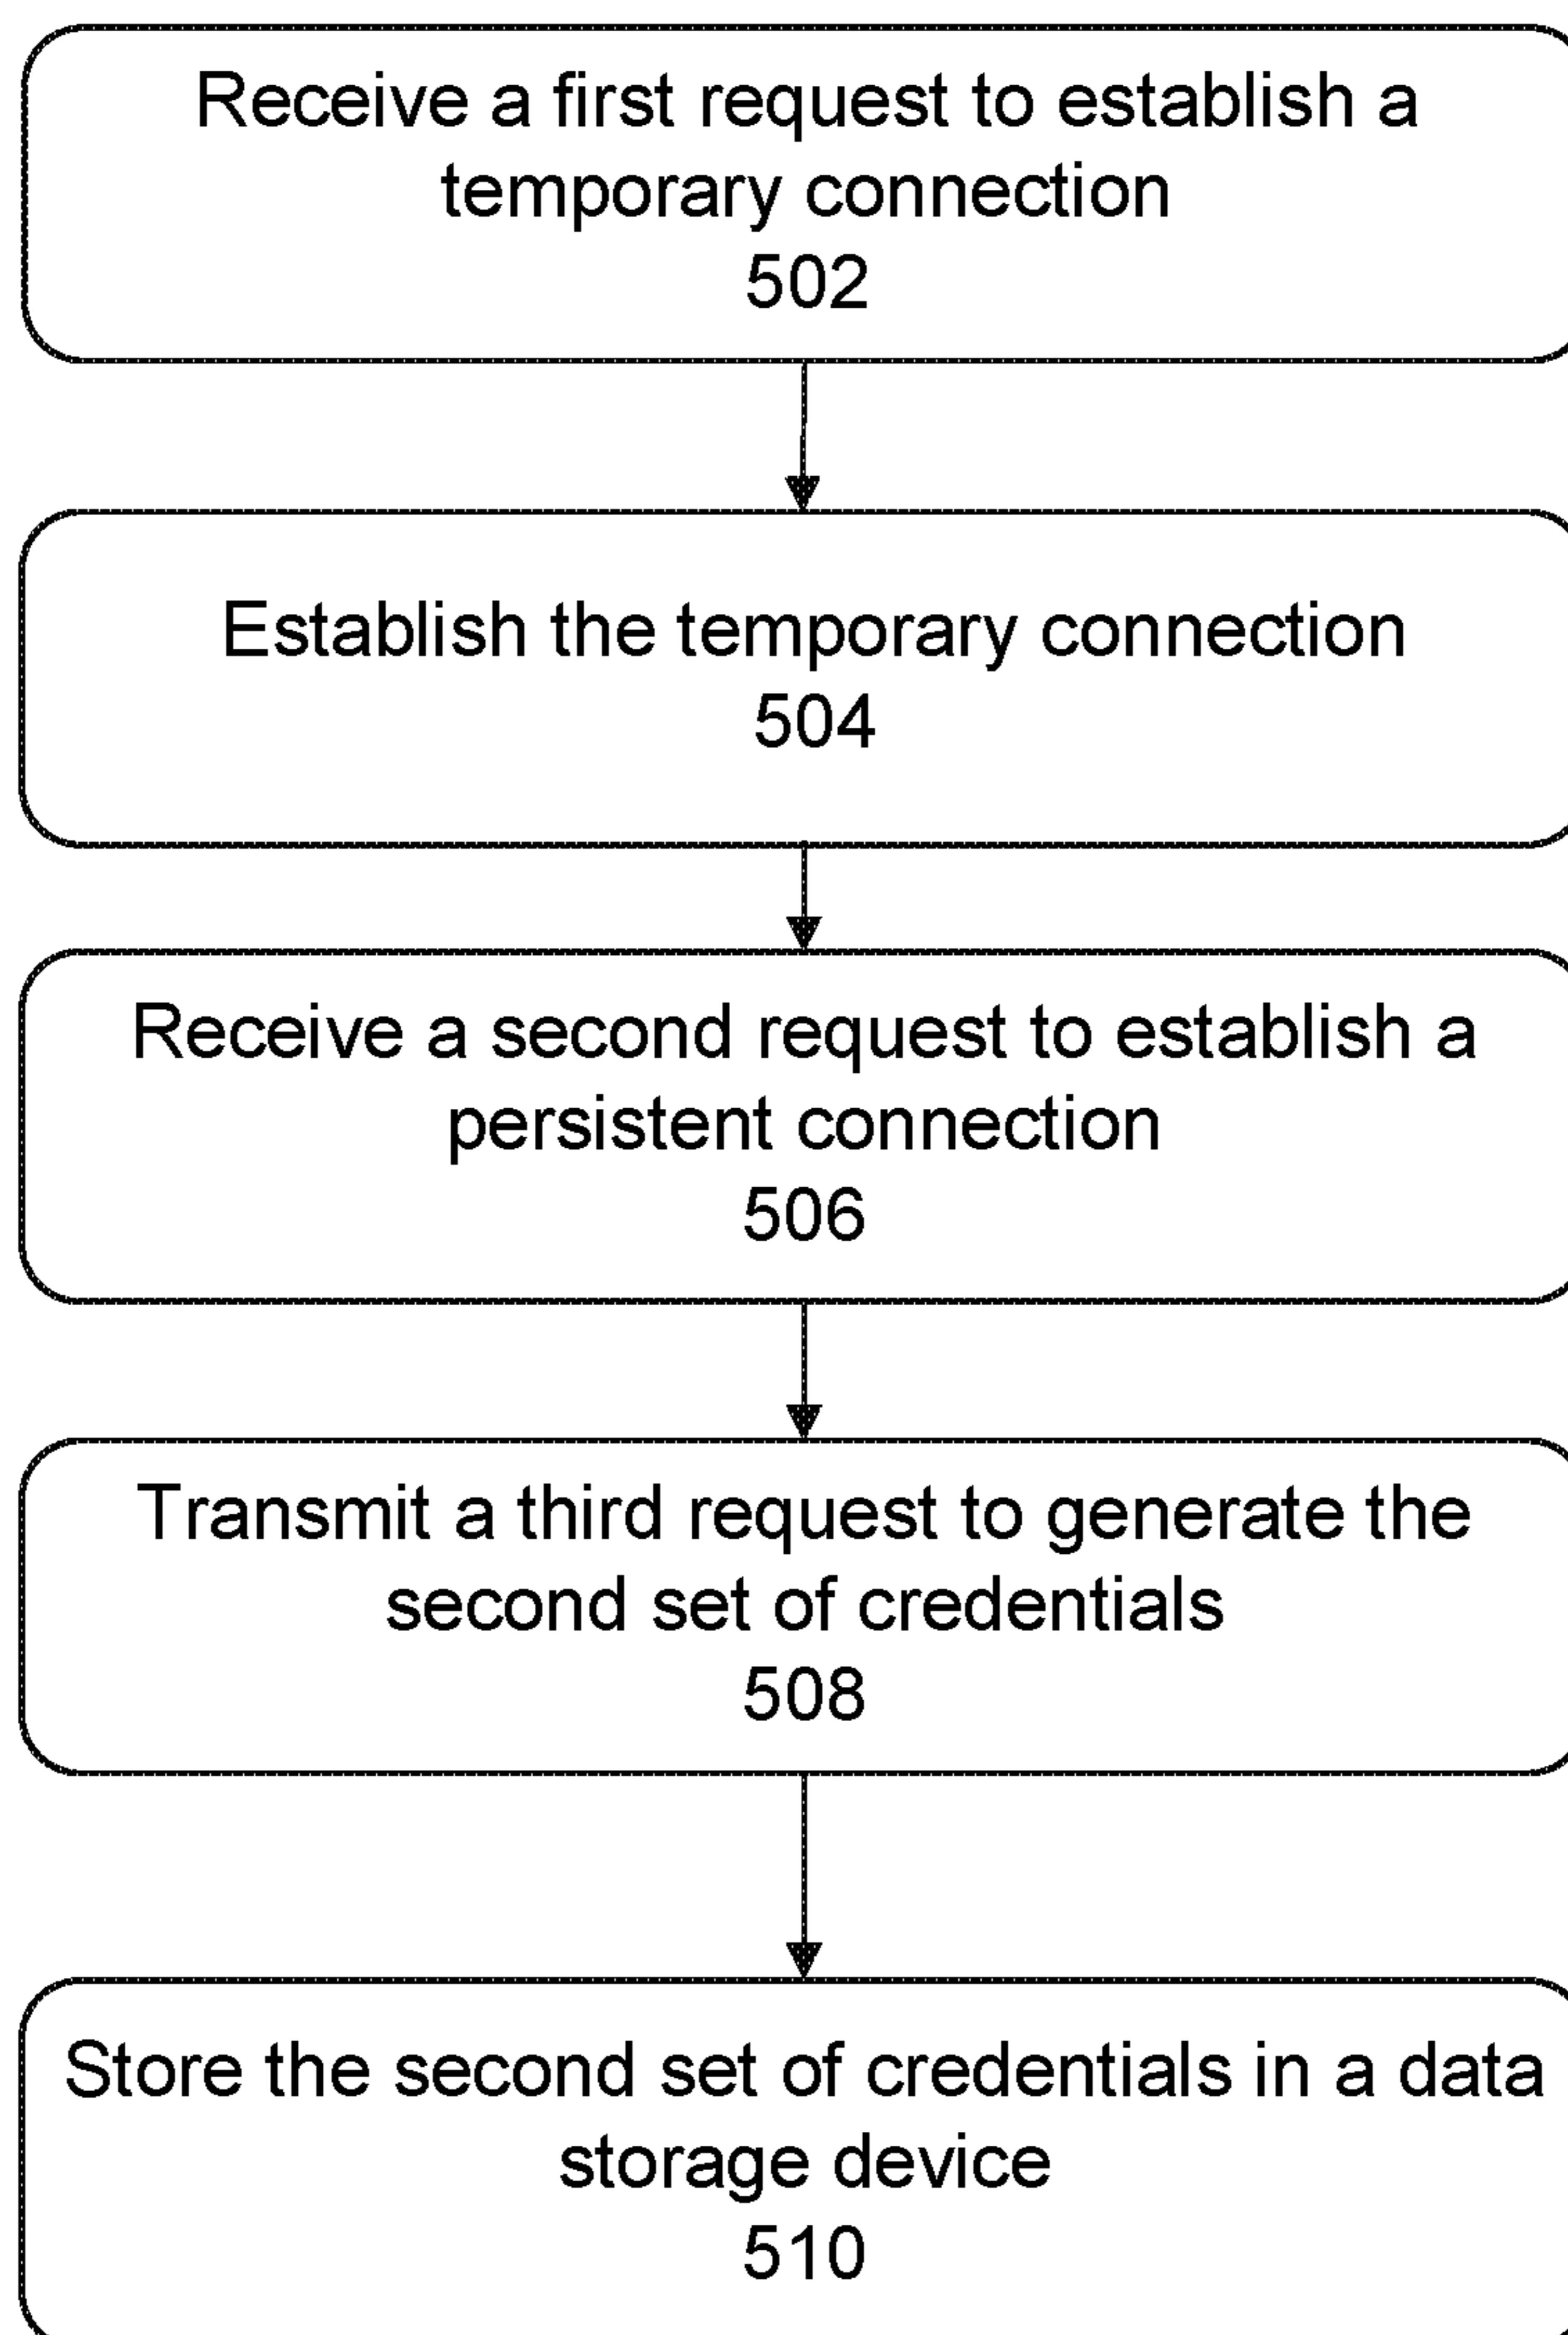 Receive a first request to establish a
temporary connection
502
Establish the temporary connection
504
Receive a second request to establish a
persistent connection
506
Transmit a third request to generate the
second set of credentials
508
Store the second set of credentials in a data
storage device
510